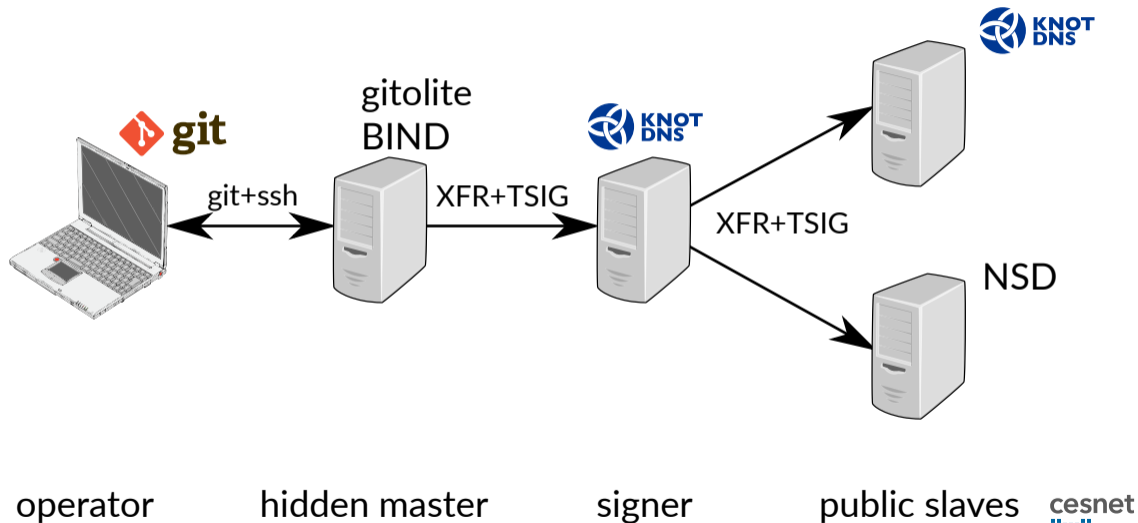 KNOT
DNS
gitolite
BIND
git
KNOT
DNS
git+ssh
XFR+TSIG
XFR+TSIG
NSD
operator
hidden master
signer
public slaves
cesnet